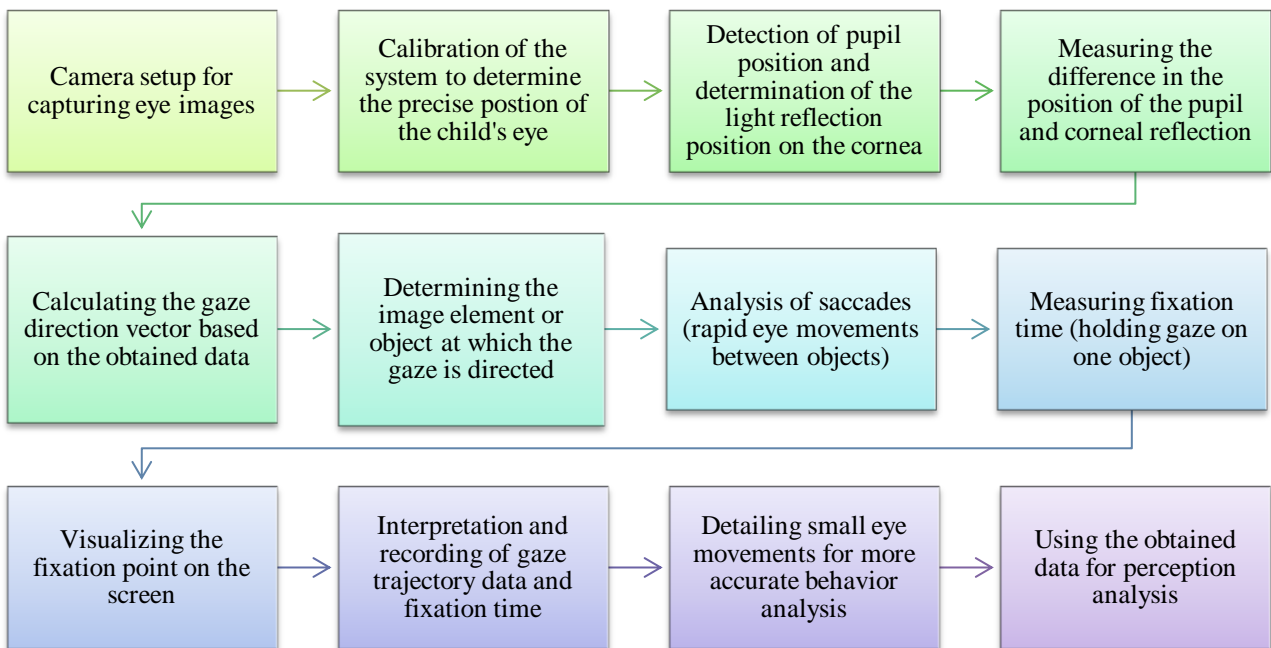 Camera setup for
capturing eye images
Calibration of the
system to determine
the precise postion of
the child's eye
Detection of pupil
position and
determination of the
light reflection
position on the cornea
Measuring the
difference in the
position of the pupil
and corneal reflection
Calculating the gaze
direction vector based
on the obtained data
Determining the
image element or
object at which the
gaze is directed
Analysis of saccades
(rapid eye movements
between objects)
Measuring fixation
time (holding gaze on
one object)
Visualizing the
fixation point on the
screen
Interpretation and
recording of gaze
trajectory data and
fixation time
Detailing small eye
movements for more
accurate behavior
analysis
Using the obtained
data for perception
analysis